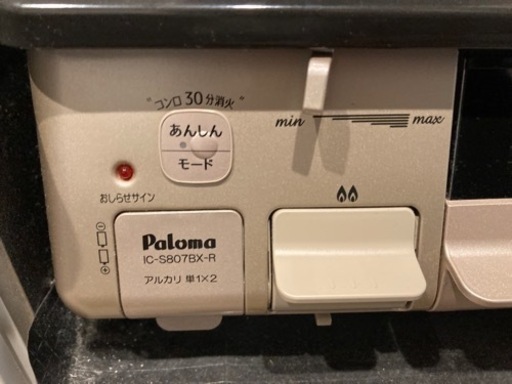 "コンロ30分消火"
あんしん
モード
min
max
おしらせサイン
Paloma
IC-S807BX-R
アルカリ 単1×2